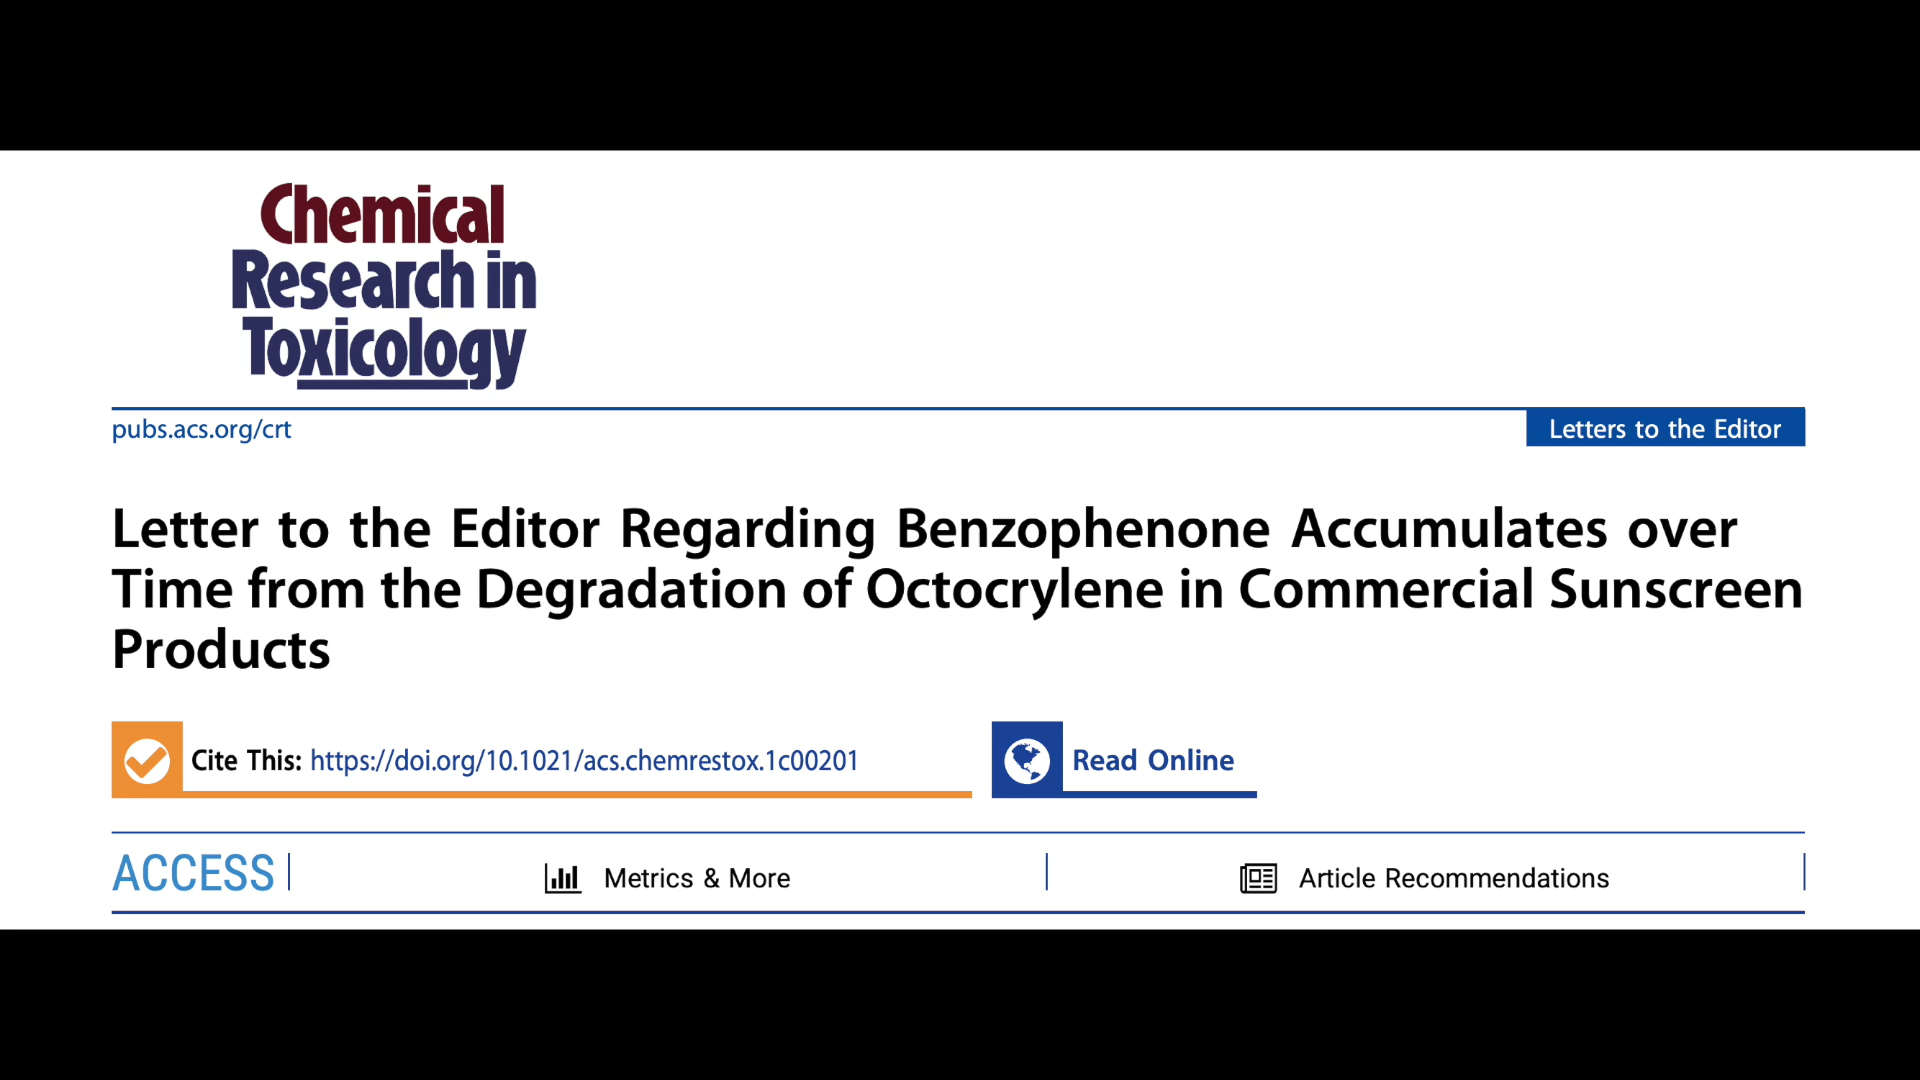 Chemical
Research in
Toxicology
pubs.acs.org/crt
Letters to the Editor
Letter to the Editor Regarding Benzophenone Accumulates over
Time from the Degradation of Octocrylene in Commercial Sunscreen
Products
Cite This: https://doi.org/10.1021/acs.chemrestox.1c00201
Read Online
ACCESS
Metrics & More
Article Recommendations